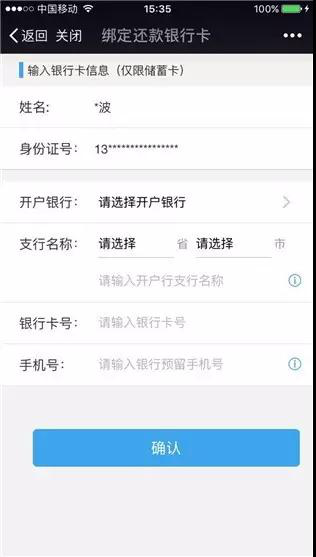 中国移动 15:35 100%
返回 关闭 绑定还款银行卡
输入银行卡信息（仅限储蓄卡）
姓名： *波
身份证号： 13****************
开户银行： 请选择开户银行
支行名称： 请选择 省 请选择 市
请输入开户行支行名称
银行卡号： 请输入银行卡号
手机号： 请输入银行预留手机号
确认